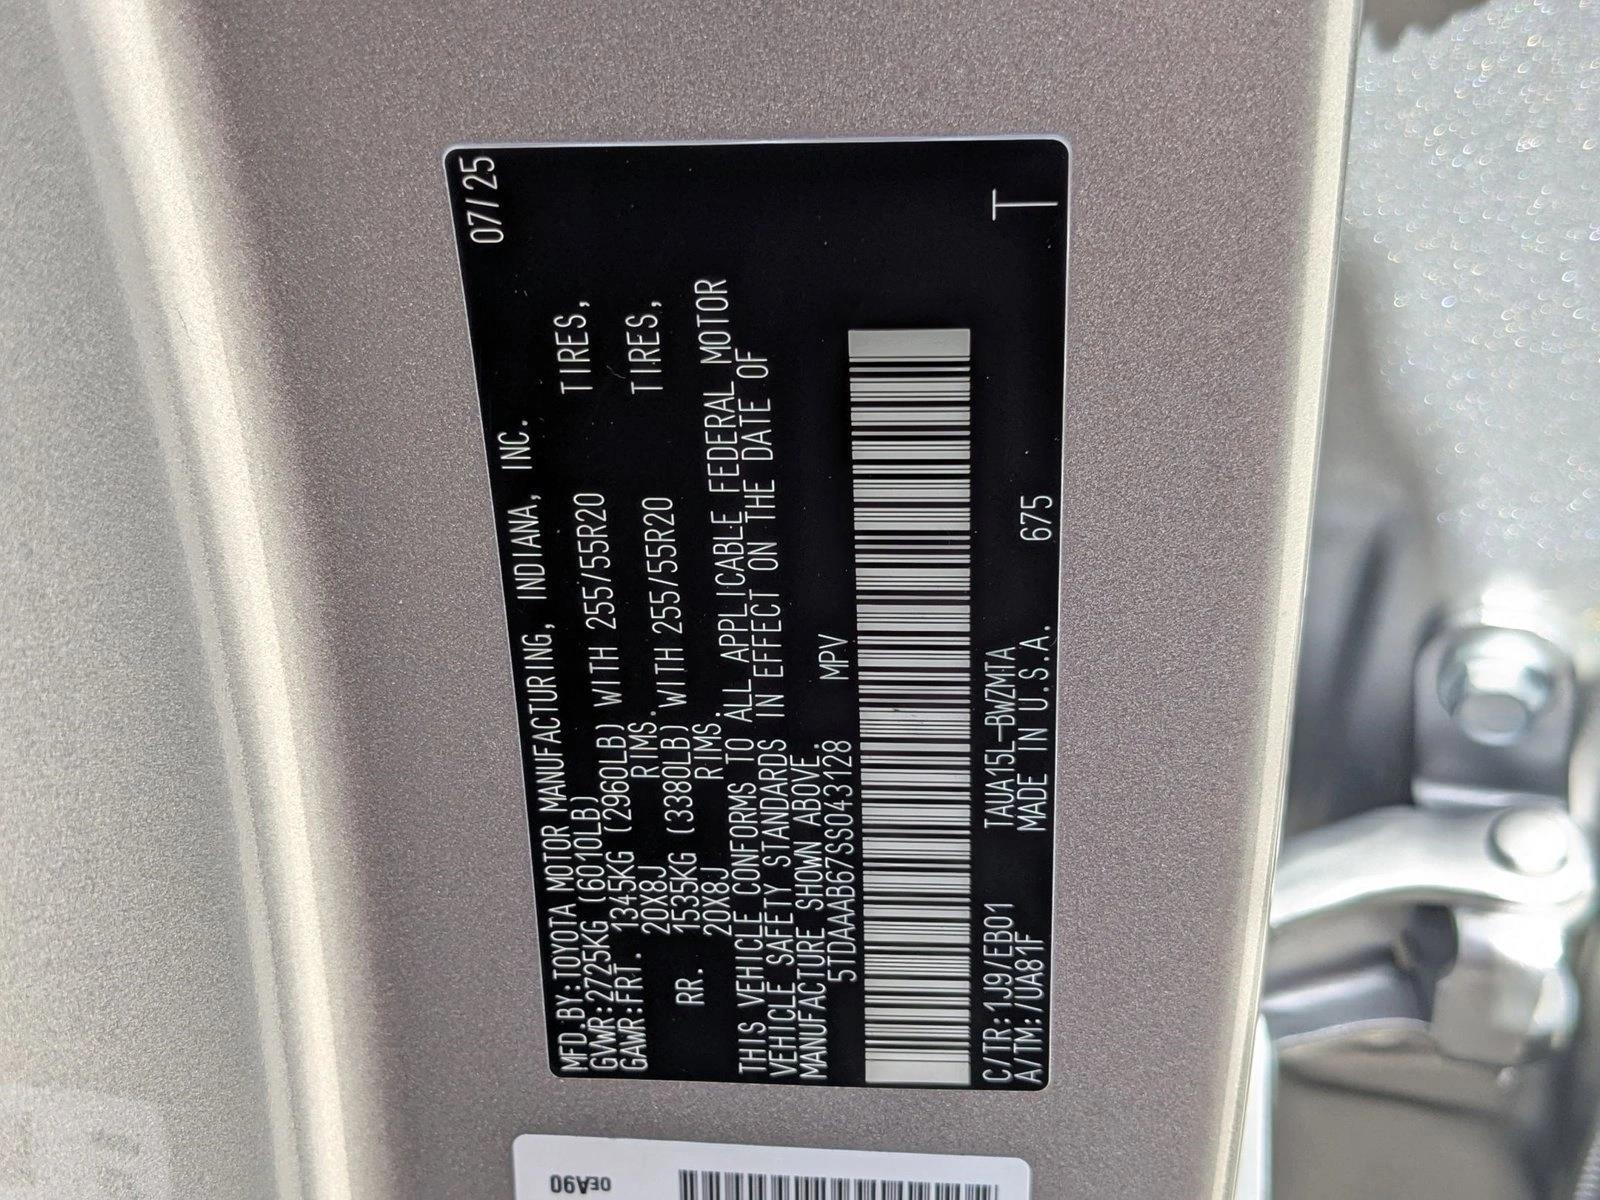 07/25
MFD.BY:TOYOTA MOTOR MANUFACTURING, INDIANA, INC.
GVWR:2725KG (6010LB)
GAWR:FRT. 1345KG (2960LB) WITH 255/55R20 TIRES,
20X8J RIMS.
RR. 1535KG (3380LB) WITH 255/55R20 TIRES,
20X8J RIMS.
THIS VEHICLE CONFORMS TO ALL APPLICABLE FEDERAL MOTOR
VEHICLE SAFETY STANDARDS IN EFFECT ON THE DATE OF
MANUFACTURE SHOWN ABOVE.
5TDAAAB67SS043128 MPV
C/TR:1J9/EB01 TAUA15L-BWZMTA T
A/TM:/UA81F MADE IN U.S.A. 675
0EA90